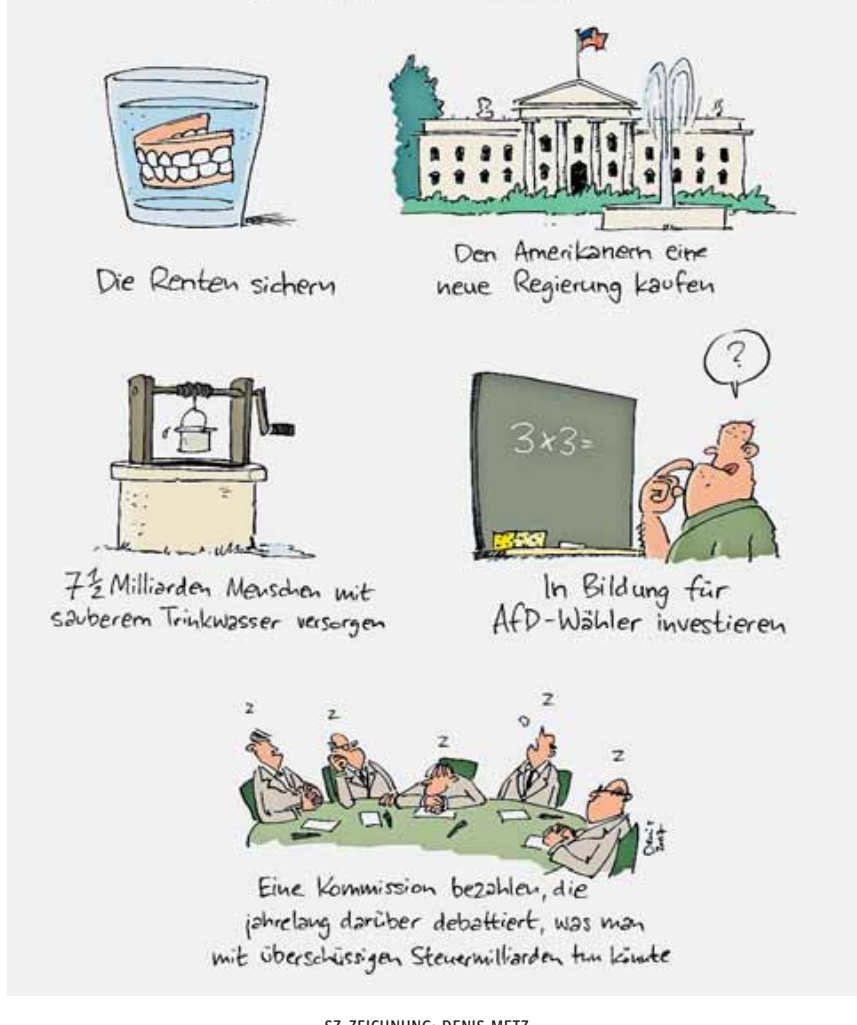 Die Renten sichern
Den Amerikanern eine
neue Regierung kaufen
7 1/2 Milliarden Menschen mit
sauberem Trinkwasser versorgen
?
3x3=
In Bildung für
AfD-Wähler investieren
z
z
z
z
z
Eine Kommission bezahlen, die
jahrelang darüber debattiert, was man
mit überschüssigen Steuermilliarden tun könnte
SZ-ZEICHNUNG: DENIS METZ